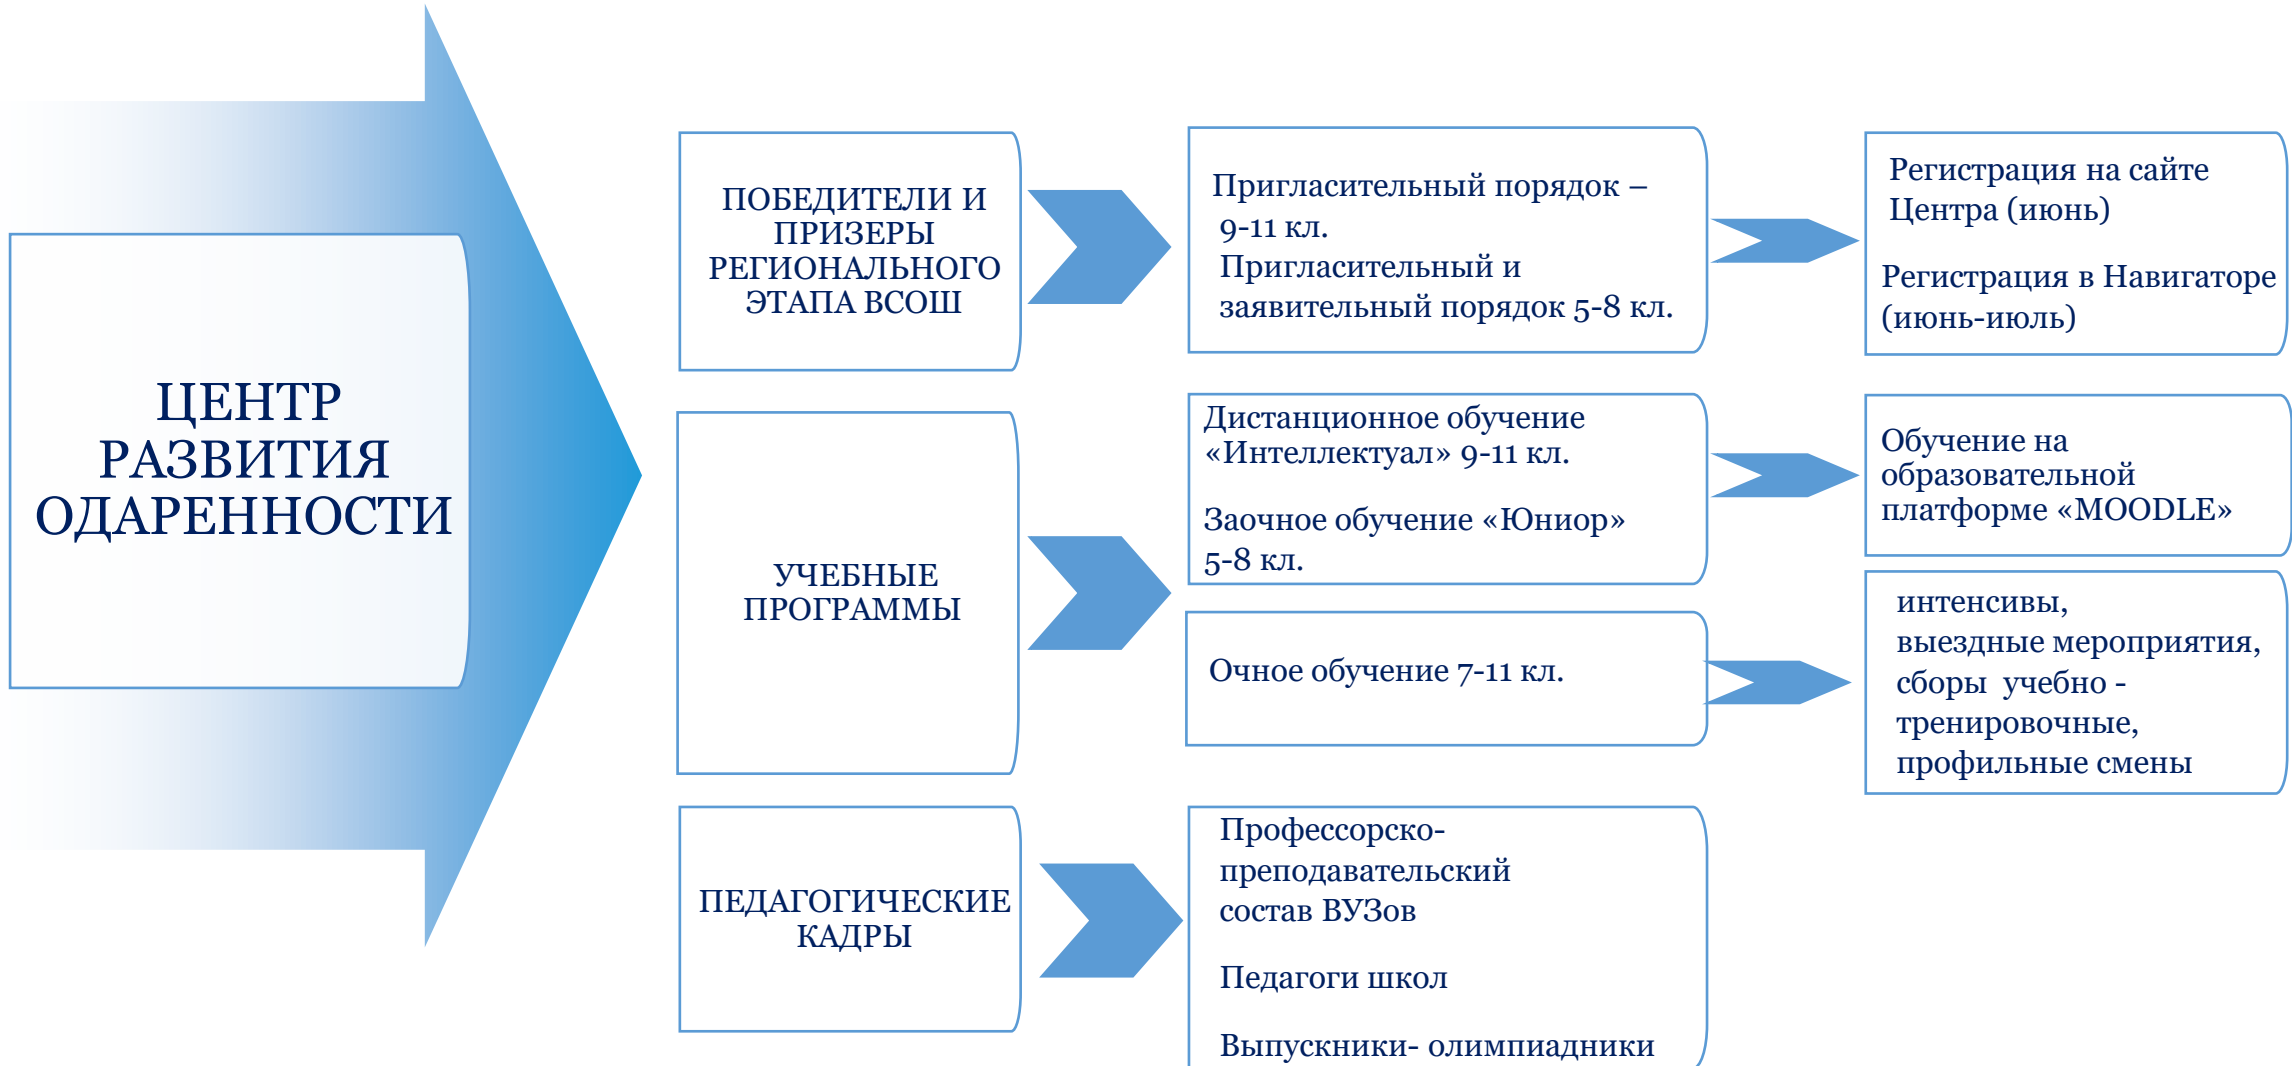 ЦЕНТР
РАЗВИТИЯ
ОДАРЕННОСТИ
ПОБЕДИТЕЛИ И
ПРИЗЕРЫ
РЕГИОНАЛЬНОГО
ЭТАПА ВСОШ
Пригласительный порядок –
9-11 кл.
Пригласительный и
заявительный порядок 5-8 кл.
Регистрация на сайте
Центра (июнь)
Регистрация в Навигаторе
(июнь-июль)
УЧЕБНЫЕ
ПРОГРАММЫ
Дистанционное обучение
«Интеллектуал» 9-11 кл.
Заочное обучение «Юниор»
5-8 кл.
Обучение на
образовательной
платформе «MOODLE»
Очное обучение 7-11 кл.
интенсивы,
выездные мероприятия,
сборы учебно -
тренировочные,
профильные смены
ПЕДАГОГИЧЕСКИЕ
КАДРЫ
Профессорско-
преподавательский
состав ВУЗов
Педагоги школ
Выпускники- олимпиадники